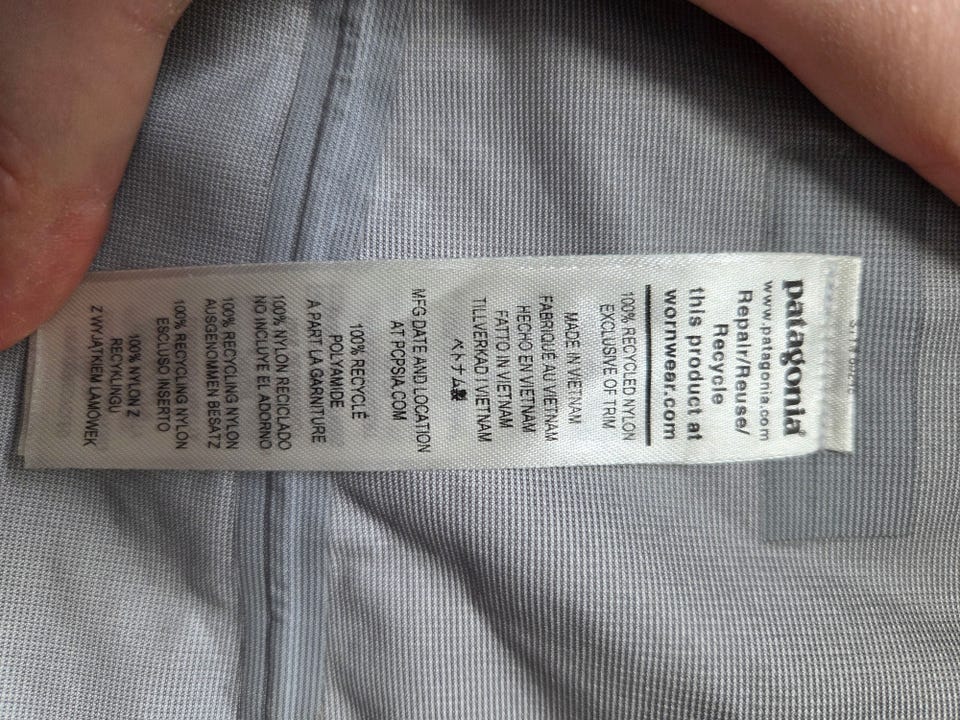 patagonia®
www.patagonia.com
Repair/Reuse/
Recycle
this product at
wornwear.com
100% RECYCLED NYLON
EXCLUSIVE OF TRIM
MADE IN VIETNAM
FABRIQUÉ AU VIETNAM
HECHO EN VIETNAM
FATTO IN VIETNAM
TILLVERKAD I VIETNAM
ベトナム製
MFG DATE AND LOCATION
AT PCPSIA.COM
100% RECYCLÉ
POLYAMIDE
A PART LA GARNITURE
100% NYLON RECICLADO
NO INCLUYE EL ADORNO
100% RECYCLING NYLON
AUSGENOMMEN BESATZ
100% RECYCLING NYLON
ESCLUSO INSERTO
100% NYLON Z
RECYKLINGU
Z WYJĄTKIEM LAMÓWEK